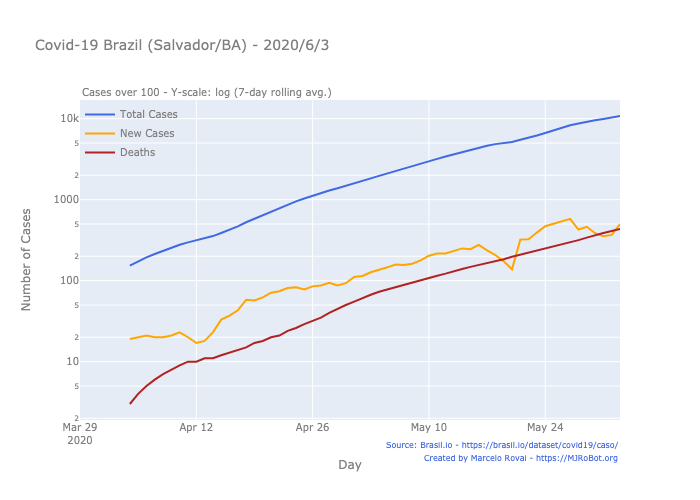 Covid-19 Brazil (Salvador/BA) - 2020/6/3
Cases over 100 - Y-scale: log (7-day rolling avg.)
Total Cases
New Cases
Deaths
10k
5
2
1000
5
2
100
5
2
10
5
2
Number of Cases
Mar 29
2020
Apr 12
Apr 26
May 10
May 24
Day
Source: Brasil.io - https://brasil.io/dataset/covid19/caso/
Created by Marcelo Rovai - https://MJRoBot.org